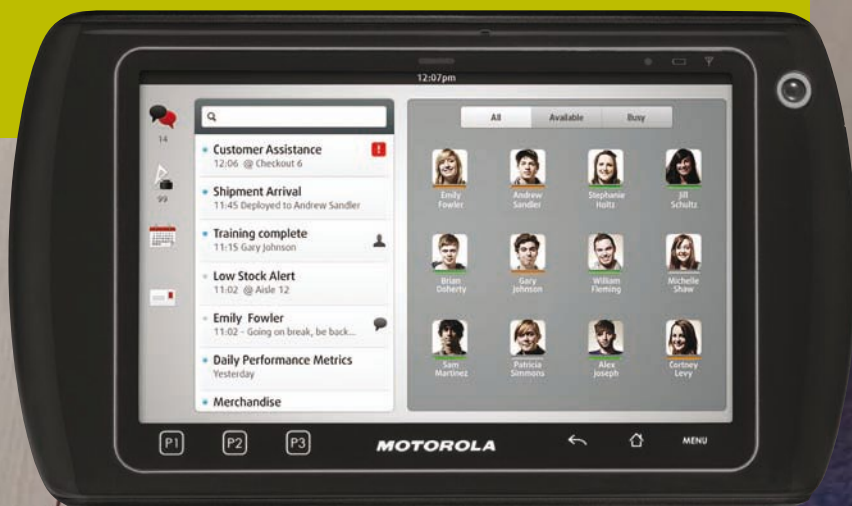 12:07pm
14
99
Customer Assistance
12:06 @ Checkout 6
Shipment Arrival
11:45 Deployed to Andrew Sandler
Training complete
11:15 Gary Johnson
Low Stock Alert
11:02 @ Aisle 12
Emily Fowler
11:02 - Going on break, be back...
Daily Performance Metrics
Yesterday
Merchandise
All Available Busy
Emily
Fowler
Andrew
Sandler
Stephanie
Holtz
Jill
Schultz
Brian
Doherty
Gary
Johnson
William
Fleming
Michelle
Shaw
Sam
Martinez
Patricia
Simmons
Alex
Joseph
Cortney
Levy
P1 P2 P3 MOTOROLA MENU